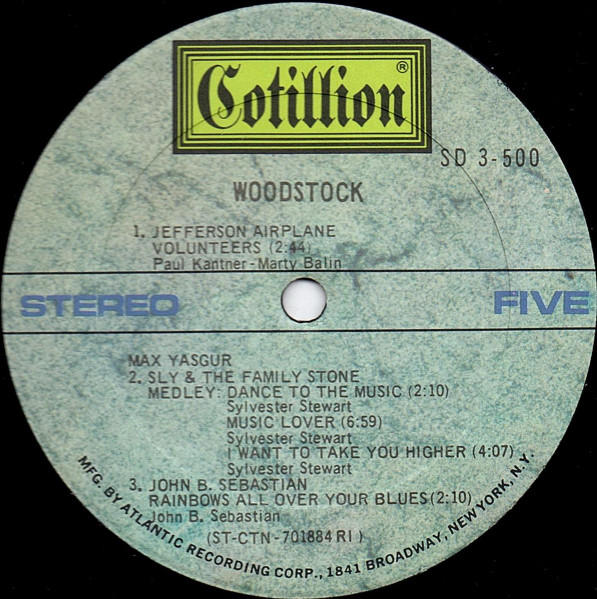 Cotillion®
SD 3-500
WOODSTOCK
1. JEFFERSON AIRPLANE
VOLUNTEERS (2:44)
Paul Kantner - Marty Balin
STEREO FIVE
MAX YASGUR
2. SLY & THE FAMILY STONE
MEDLEY: DANCE TO THE MUSIC (2:10)
Sylvester Stewart
MUSIC LOVER (6:59)
Sylvester Stewart
I WANT TO TAKE YOU HIGHER (4:07)
Sylvester Stewart
3. JOHN B. SEBASTIAN
RAINBOWS ALL OVER YOUR BLUES (2:10)
John B. Sebastian
(ST-CTN-701884 RI)
MFG. BY ATLANTIC RECORDING CORP., 1841 BROADWAY, NEW YORK, N.Y.